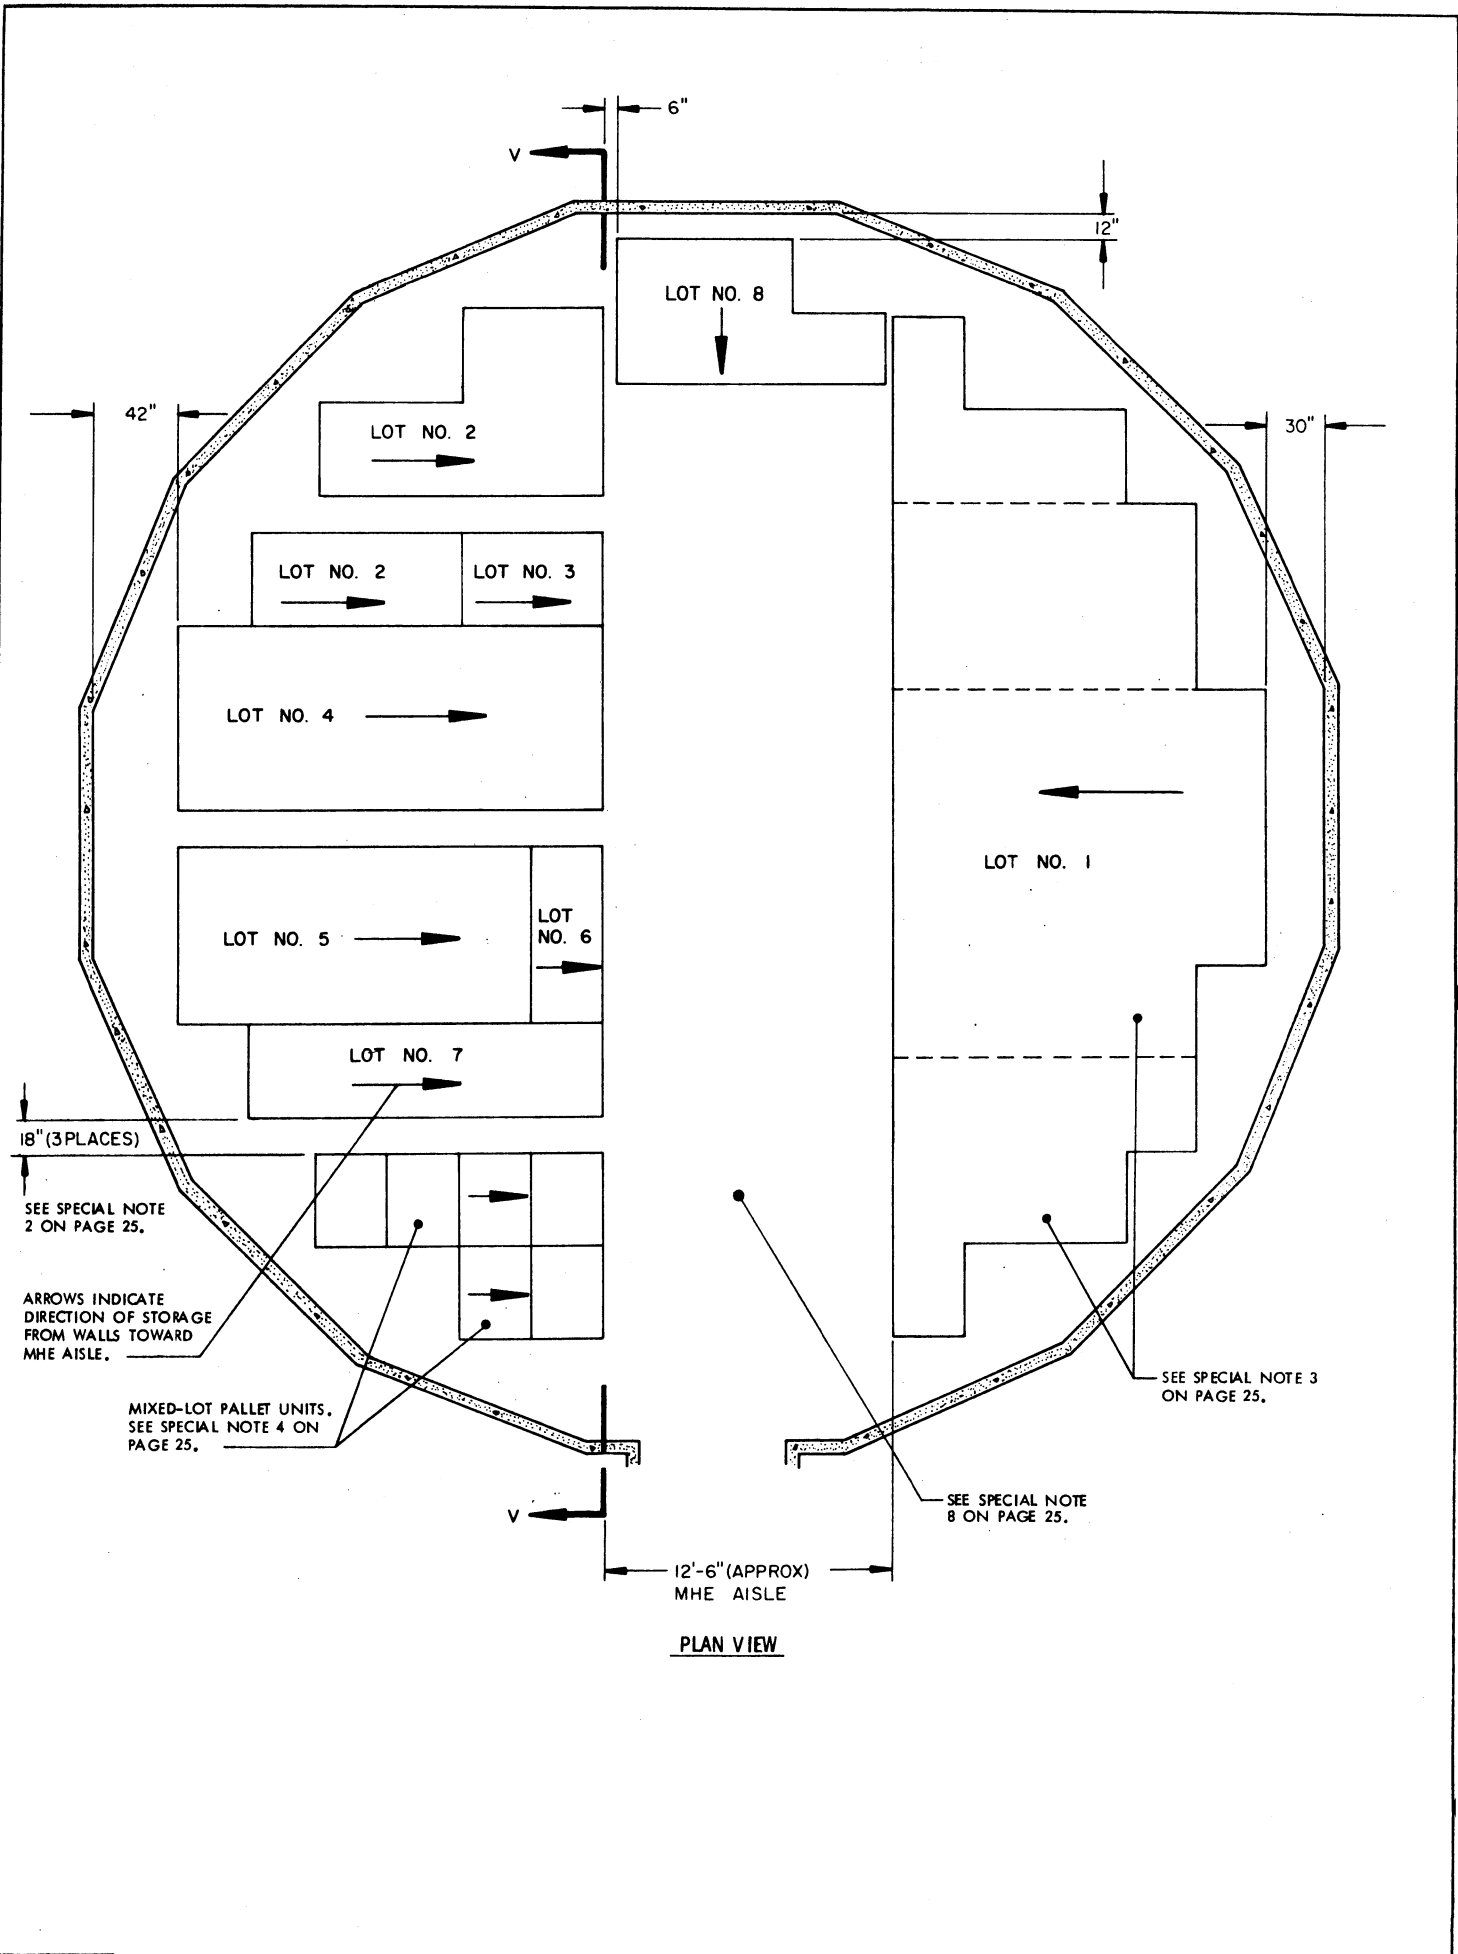 6"
V
12"
LOT NO. 8
42"
30"
LOT NO. 2
LOT NO. 2
LOT NO. 3
LOT NO. 4
LOT NO. 1
LOT NO. 5
LOT
NO. 6
LOT NO. 7
18" (3 PLACES)
SEE SPECIAL NOTE
2 ON PAGE 25.
ARROWS INDICATE
DIRECTION OF STORAGE
FROM WALLS TOWARD
MHE AISLE.
MIXED-LOT PALLET UNITS.
SEE SPECIAL NOTE 4 ON
PAGE 25.
SEE SPECIAL NOTE 3
ON PAGE 25.
SEE SPECIAL NOTE
8 ON PAGE 25.
V
12'-6" (APPROX)
MHE AISLE
PLAN VIEW